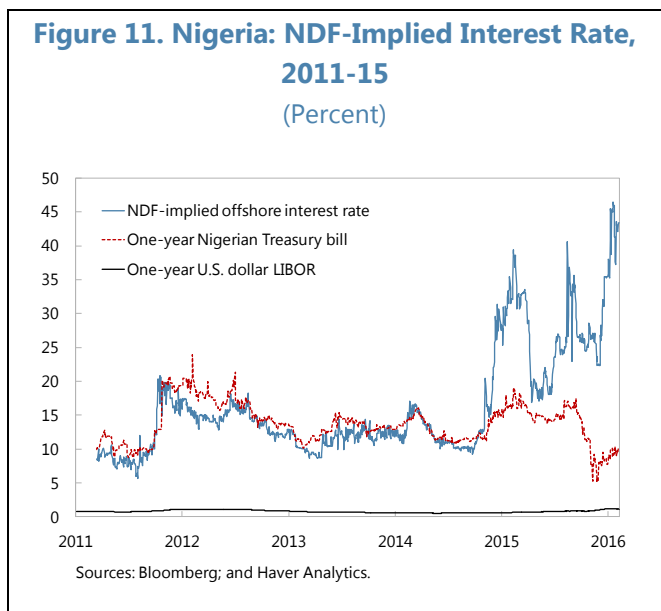 Figure 11. Nigeria: NDF-Implied Interest Rate,
2011-15
(Percent)
50
45
40
35
30
25
20
15
10
5
0
NDF-implied offshore interest rate
One-year Nigerian Treasury bill
One-year U.S. dollar LIBOR
2011 2012 2013 2014 2015 2016
Sources: Bloomberg; and Haver Analytics.